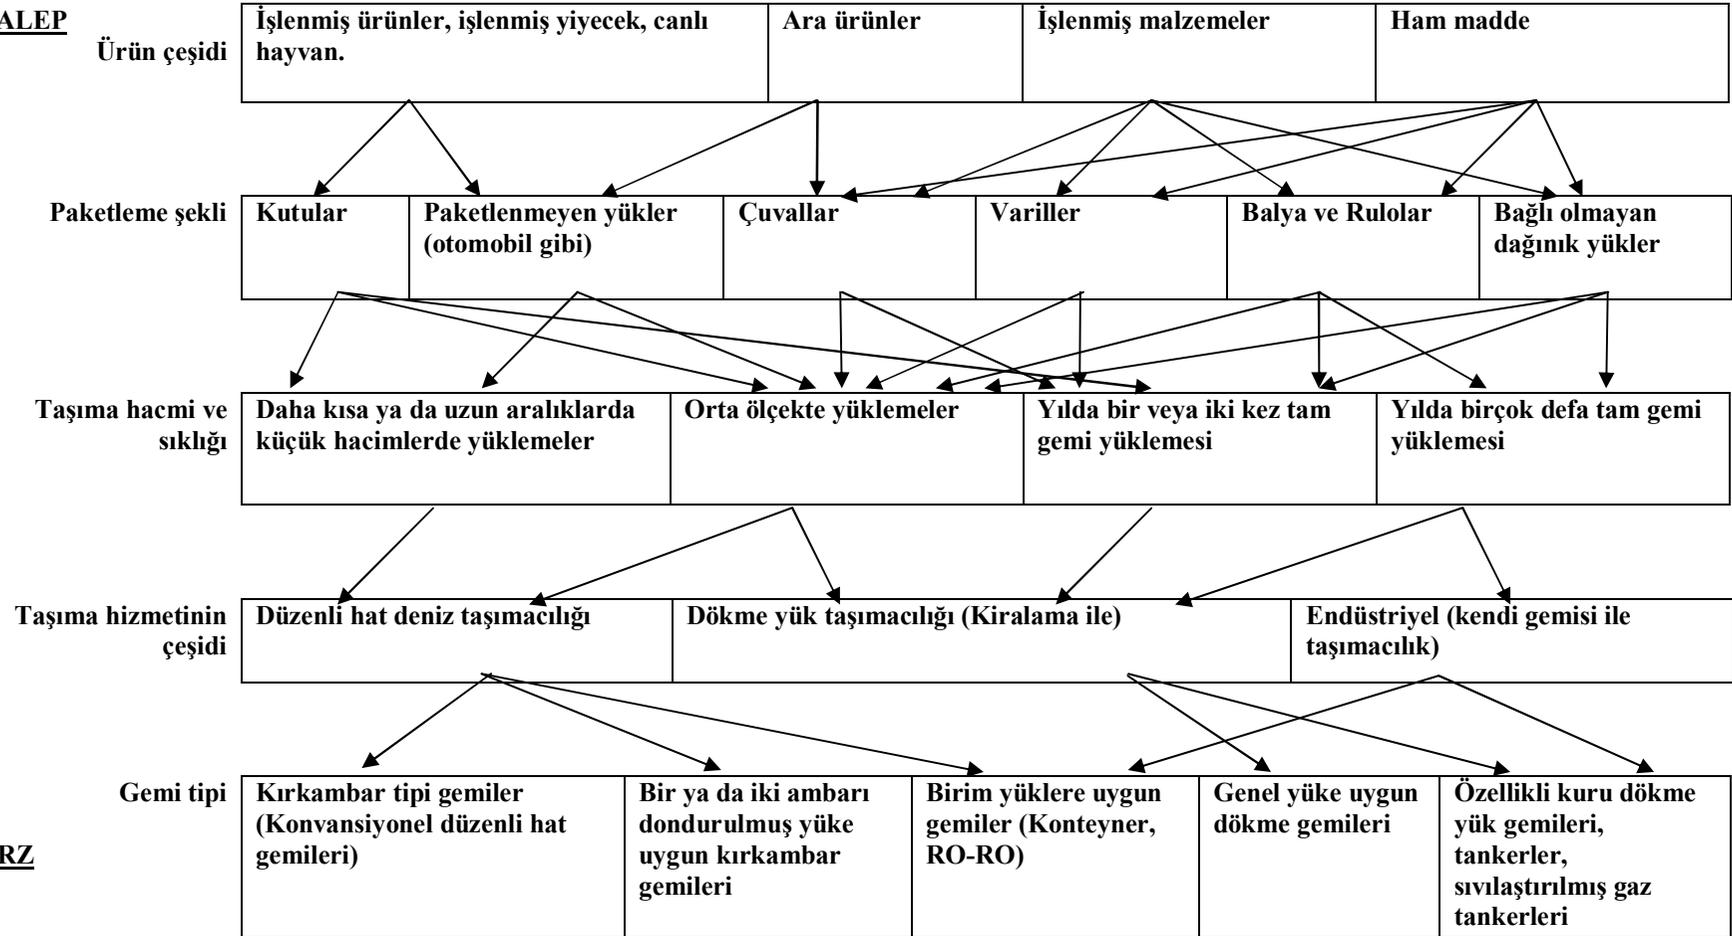 ALEP
Ürün çeşidi
İşlenmiş ürünler, işlenmiş yiyecek, canlı
hayvan.
Ara ürünler
İşlenmiş malzemeler
Ham madde
Paketleme şekli
Kutular
Paketlenmeyen yükler
(otomobil gibi)
Çuvallar
Variller
Balya ve Rulolar
Bağlı olmayan
dağınık yükler
Taşıma hacmi ve
sıklığı
Daha kısa ya da uzun aralıklarda
küçük hacimlerde yüklemeler
Orta ölçekte yüklemeler
Yılda bir veya iki kez tam
gemi yüklemesi
Yılda birçok defa tam gemi
yüklemesi
Taşıma hizmetinin
çeşidi
Düzenli hat deniz taşımacılığı
Dökme yük taşımacılığı (Kiralama ile)
Endüstriyel (kendi gemisi ile
taşımacılık)
Gemi tipi
RZ
Kırkambar tipi gemiler
(Konvansiyonel düzenli hat
gemileri)
Bir ya da iki ambarı
dondurulmuş yüke
uygun kırkambar
gemileri
Birim yüklere uygun
gemiler (Konteyner,
RO-RO)
Genel yüke uygun
dökme gemileri
Özellikli kuru dökme
yük gemileri,
tankerler,
sıvılaştırılmış gaz
tankerleri